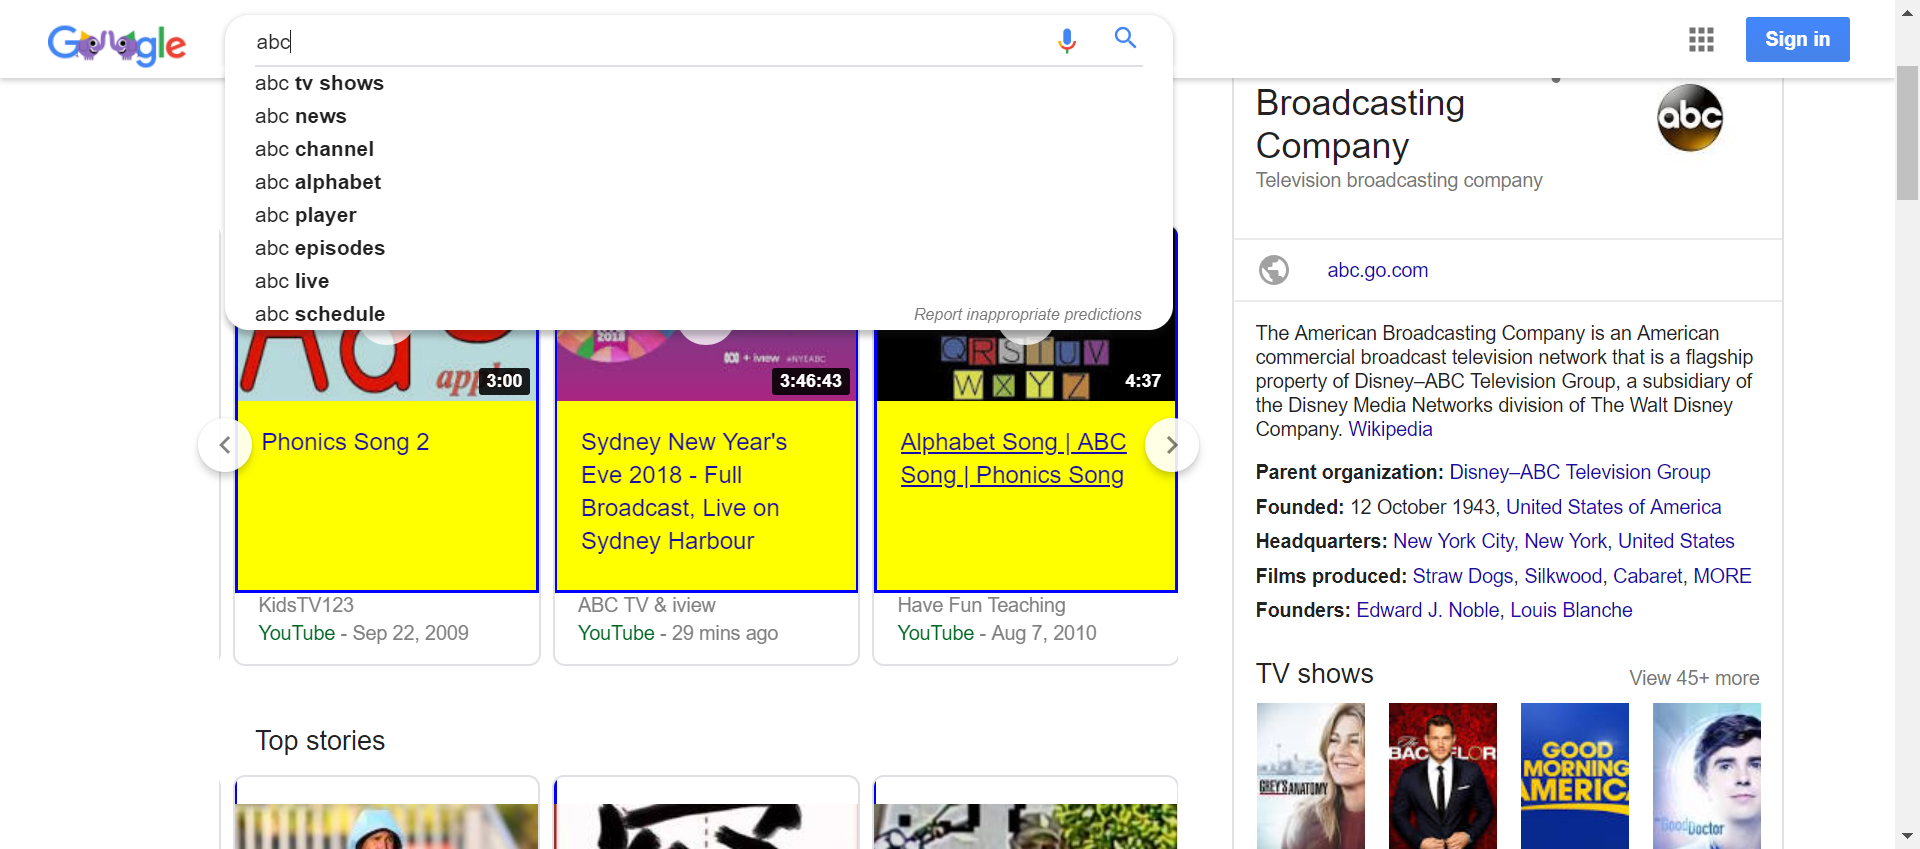 Google
abc
Sign in
abc tv shows
abc news
abc channel
abc alphabet
abc player
abc episodes
abc live
abc schedule
Report inappropriate predictions
2018
+ iview #NYEABC
QRSTUV
WXYZ
3:00
3:46:43
4:37
Phonics Song 2
Sydney New Year's
Eve 2018 - Full
Broadcast, Live on
Sydney Harbour
Alphabet Song | ABC
Song | Phonics Song
KidsTV123
YouTube - Sep 22, 2009
ABC TV & iview
YouTube - 29 mins ago
Have Fun Teaching
YouTube - Aug 7, 2010
Top stories
Broadcasting
Company
abc
Television broadcasting company
abc.go.com
The American Broadcasting Company is an American
commercial broadcast television network that is a flagship
property of Disney–ABC Television Group, a subsidiary of
the Disney Media Networks division of The Walt Disney
Company. Wikipedia
Parent organization: Disney–ABC Television Group
Founded: 12 October 1943, United States of America
Headquarters: New York City, New York, United States
Films produced: Straw Dogs, Silkwood, Cabaret, MORE
Founders: Edward J. Noble, Louis Blanche
TV shows
View 45+ more
GREY'S ANATOMY
The
BACHELOR
GOOD
MORNING
AMERICA
the Good Doctor